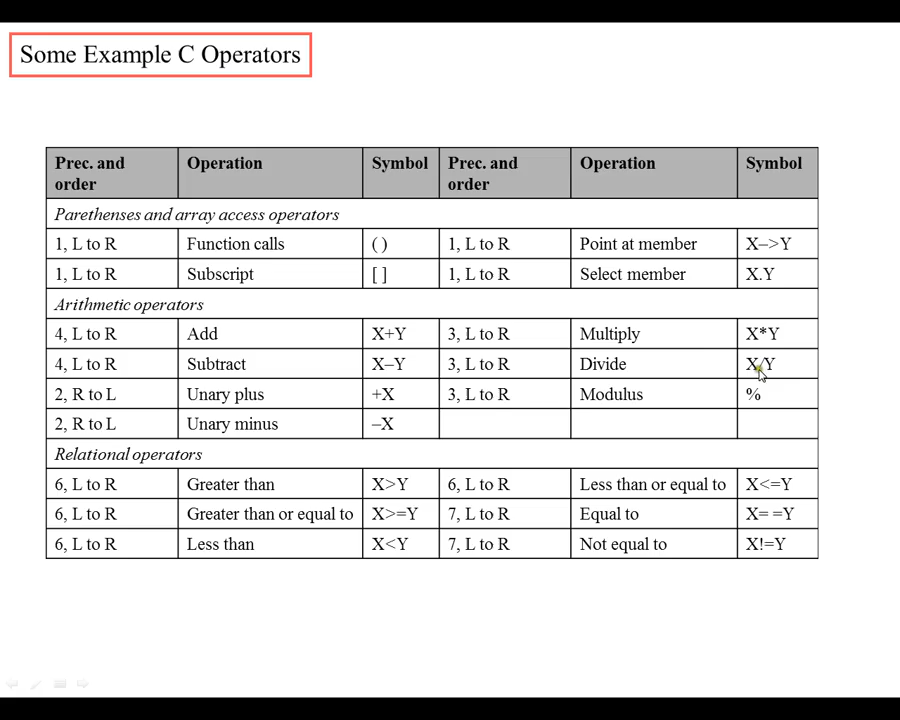 Some Example C Operators
Prec. and order Operation Symbol Prec. and order Operation Symbol
Parethenses and array access operators
1, L to R Function calls ( ) 1, L to R Point at member X–>Y
1, L to R Subscript [ ] 1, L to R Select member X.Y
Arithmetic operators
4, L to R Add X+Y 3, L to R Multiply X*Y
4, L to R Subtract X–Y 3, L to R Divide X/Y
2, R to L Unary plus +X 3, L to R Modulus %
2, R to L Unary minus –X
Relational operators
6, L to R Greater than X>Y 6, L to R Less than or equal to X<=Y
6, L to R Greater than or equal to X>=Y 7, L to R Equal to X= =Y
6, L to R Less than X<Y 7, L to R Not equal to X!=Y